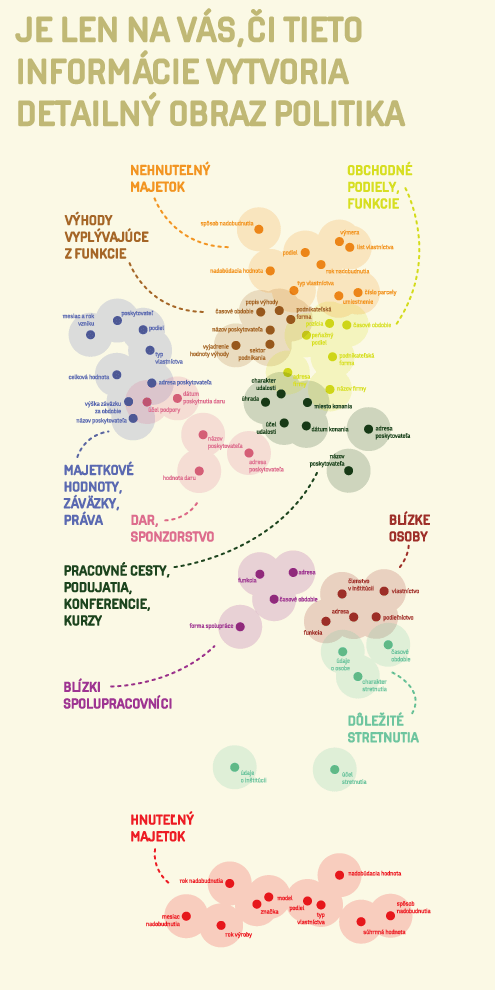 JE LEN NA VÁS,ČI TIETO
INFORMÁCIE VYTVORIA
DETAILNÝ OBRAZ POLITIKA
NEHNUTEĽNÝ
MAJETOK
OBCHODNÉ
PODIELY,
FUNKCIE
VÝHODY
VYPLÝVAJÚCE
Z FUNKCIE
spôsob nadobudnutia
výmera
list vlastníctva
podiel
rok nadobudnutia
nadobúdacia hodnota
typ vlastníctva
číslo parcely
umiestnenie
popis výhody
časové obdobie
podnikateľská
forma
názov poskytovateľa
vyjadrenie
hodnoty výhody
sektor
podnikania
časové obdobie
peňažný
podiel
podnikateľská
forma
adresa
firmy
názov firmy
mesiac a rok
vzniku
poskytovateľ
podiel
typ
vlastníctva
celková hodnota
adresa poskytovateľa
výška záväzku
za obdobie
názov poskytovateľa
dátum
poskytnutia daru
účel podpory
názov
poskytovateľa
adresa
poskytovateľa
hodnota daru
charakter
udalosti
úhrada
miesto konania
účel
udalosti
dátum konania
adresa
poskytovateľa
názov
poskytovateľa
MAJETKOVÉ
HODNOTY,
ZÁVÄZKY,
PRÁVA
DAR,
SPONZORSTVO
BLÍZKE
OSOBY
PRACOVNÉ CESTY,
PODUJATIA,
KONFERENCIE,
KURZY
funkcia
adresa
časové obdobie
forma spolupráce
členstvo
v inštitúcii
vlastníctvo
adresa
podielníctvo
funkcia
údaje
o osobe
časové
obdobie
charakter
stretnutia
BLÍZKI
SPOLUPRACOVNÍCI
DÔLEŽITÉ
STRETNUTIA
údaje
o inštitúcii
účel
stretnutia
HNUTEĽNÝ
MAJETOK
rok nadobudnutia
nadobúdacia hodnota
model
značka
podiel
typ
vlastníctva
spôsob
nadobudnutia
mesiac
nadobudnutia
rok výroby
súhrnná hodnota